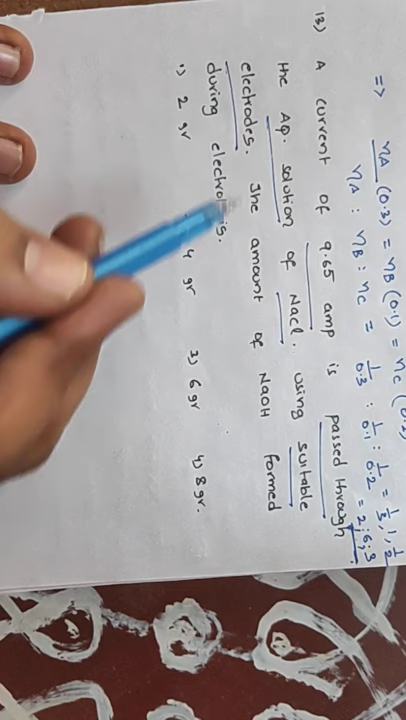 => nA (0.3) = nB (0.1) = nC (0.2)
nA : nB : nC = 1/0.3 : 1/0.1 : 1/0.2 = 1/3, 1, 1/2
= 2:6:3
13) A current of 9.65 amp is passed through
the Aq. solution of Nacl. using suitable
electrodes. The amount of NaOH formed
during electrolysis.
1) 2 gr 4 gr 3) 6 gr 4) 8 gr.